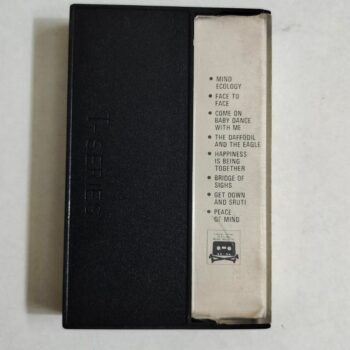 T-SERIES
• MIND
ECOLOGY
• FACE TO
FACE
• COME ON
BABY DANCE
WITH ME
• THE DAFFODIL
AND THE EAGLE
• HAPPINESS
IS BEING
TOGETHER
• BRIDGE OF
SIGHS
• GET DOWN
AND SRUTI
• PEACE
OF MIND